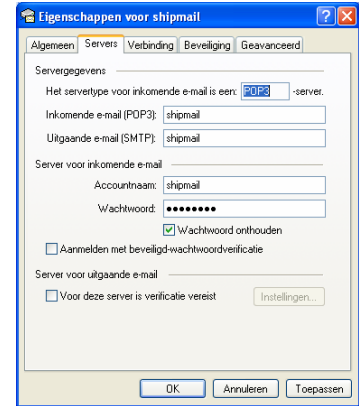 Eigenschappen voor shipmail
Algemeen Servers Verbinding Beveiliging Geavanceerd
Servergegevens
Het servertype voor inkomende e-mail is een: POP3 -server.
Inkomende e-mail (POP3): shipmail
Uitgaande e-mail (SMTP): shipmail
Server voor inkomende e-mail
Accountnaam: shipmail
Wachtwoord: ●●●●●●●●
Wachtwoord onthouden
Aanmelden met beveiligd-wachtwoordverificatie
Server voor uitgaande e-mail
Voor deze server is verificatie vereist Instellingen...
OK Annuleren Toepassen